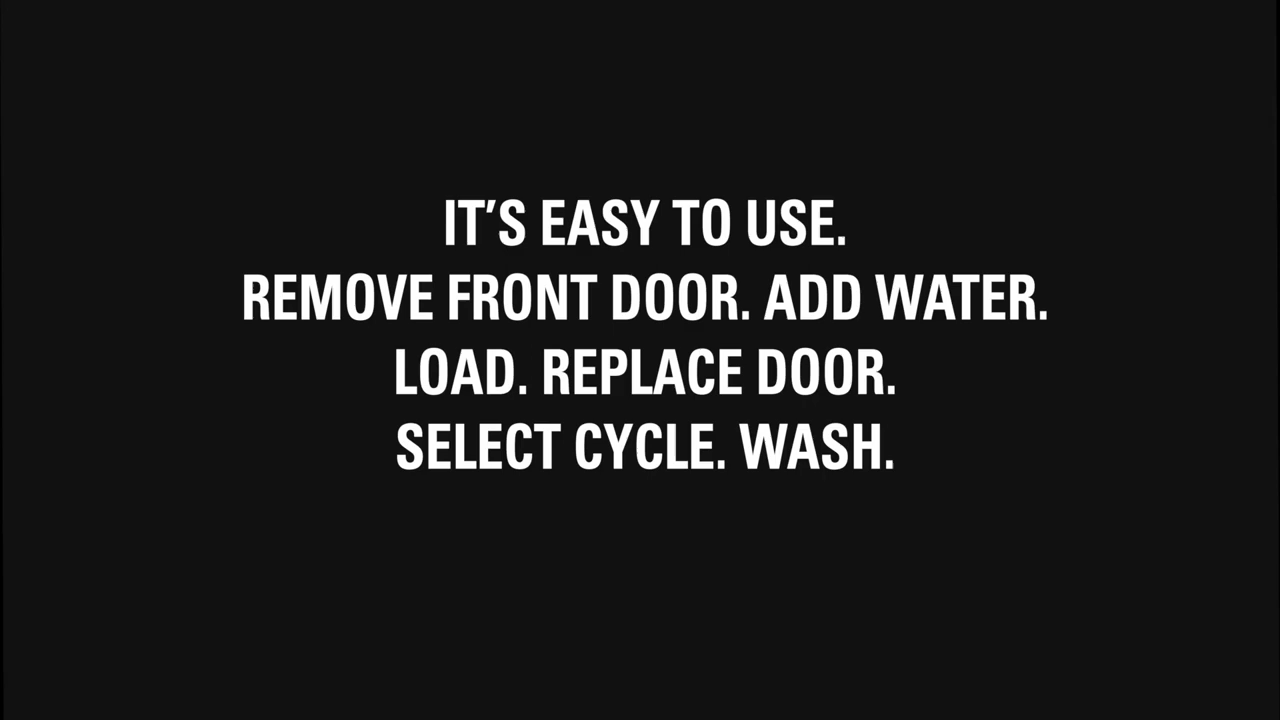 IT’S EASY TO USE.
REMOVE FRONT DOOR. ADD WATER.
LOAD. REPLACE DOOR.
SELECT CYCLE. WASH.